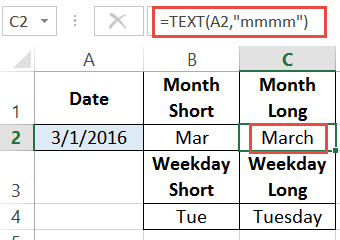 C2 fx =TEXT(A2,"mmmm")
A B C
1 Date Month Short Month Long
2 3/1/2016 Mar March
3 Weekday Short Weekday Long
4 Tue Tuesday